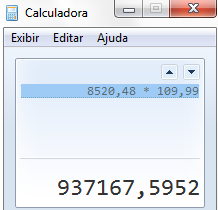 Calculadora
Exibir Editar Ajuda
8520,48 * 109,99
937167,5952